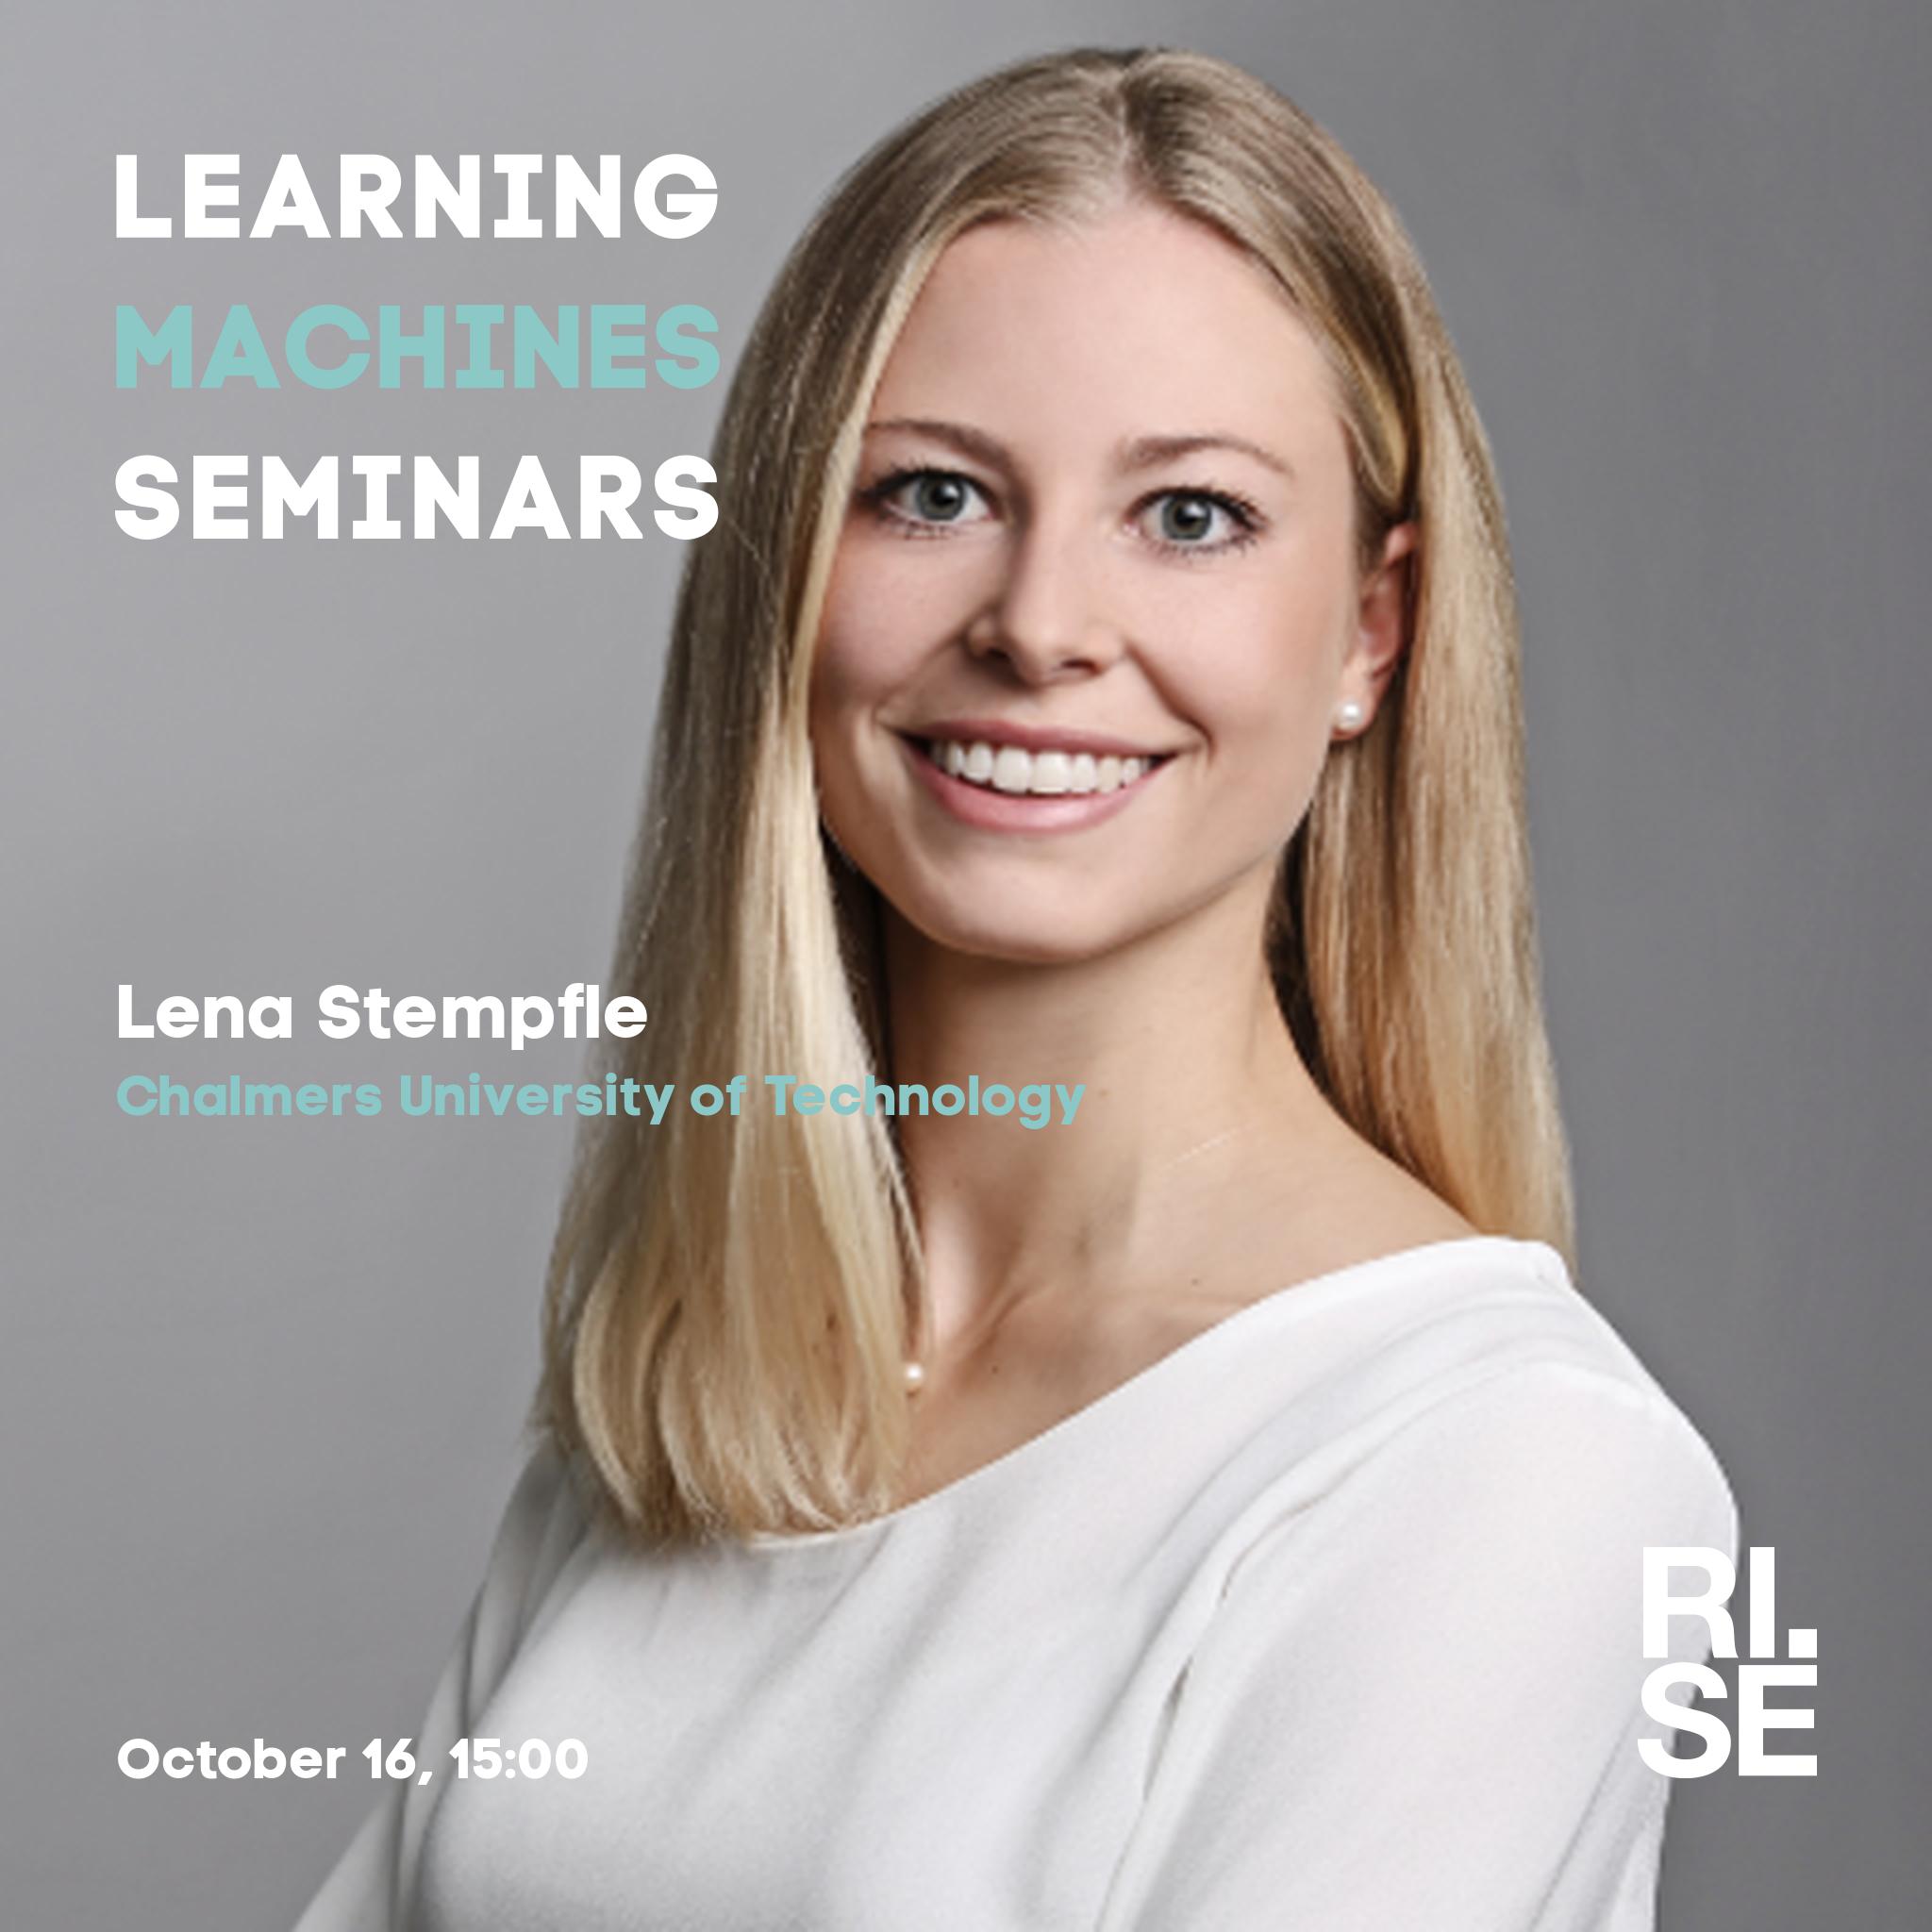 LEARNING
MACHINES
SEMINARS
Lena Stempfle
Chalmers University of Technology
October 16, 15:00
RI.
SE